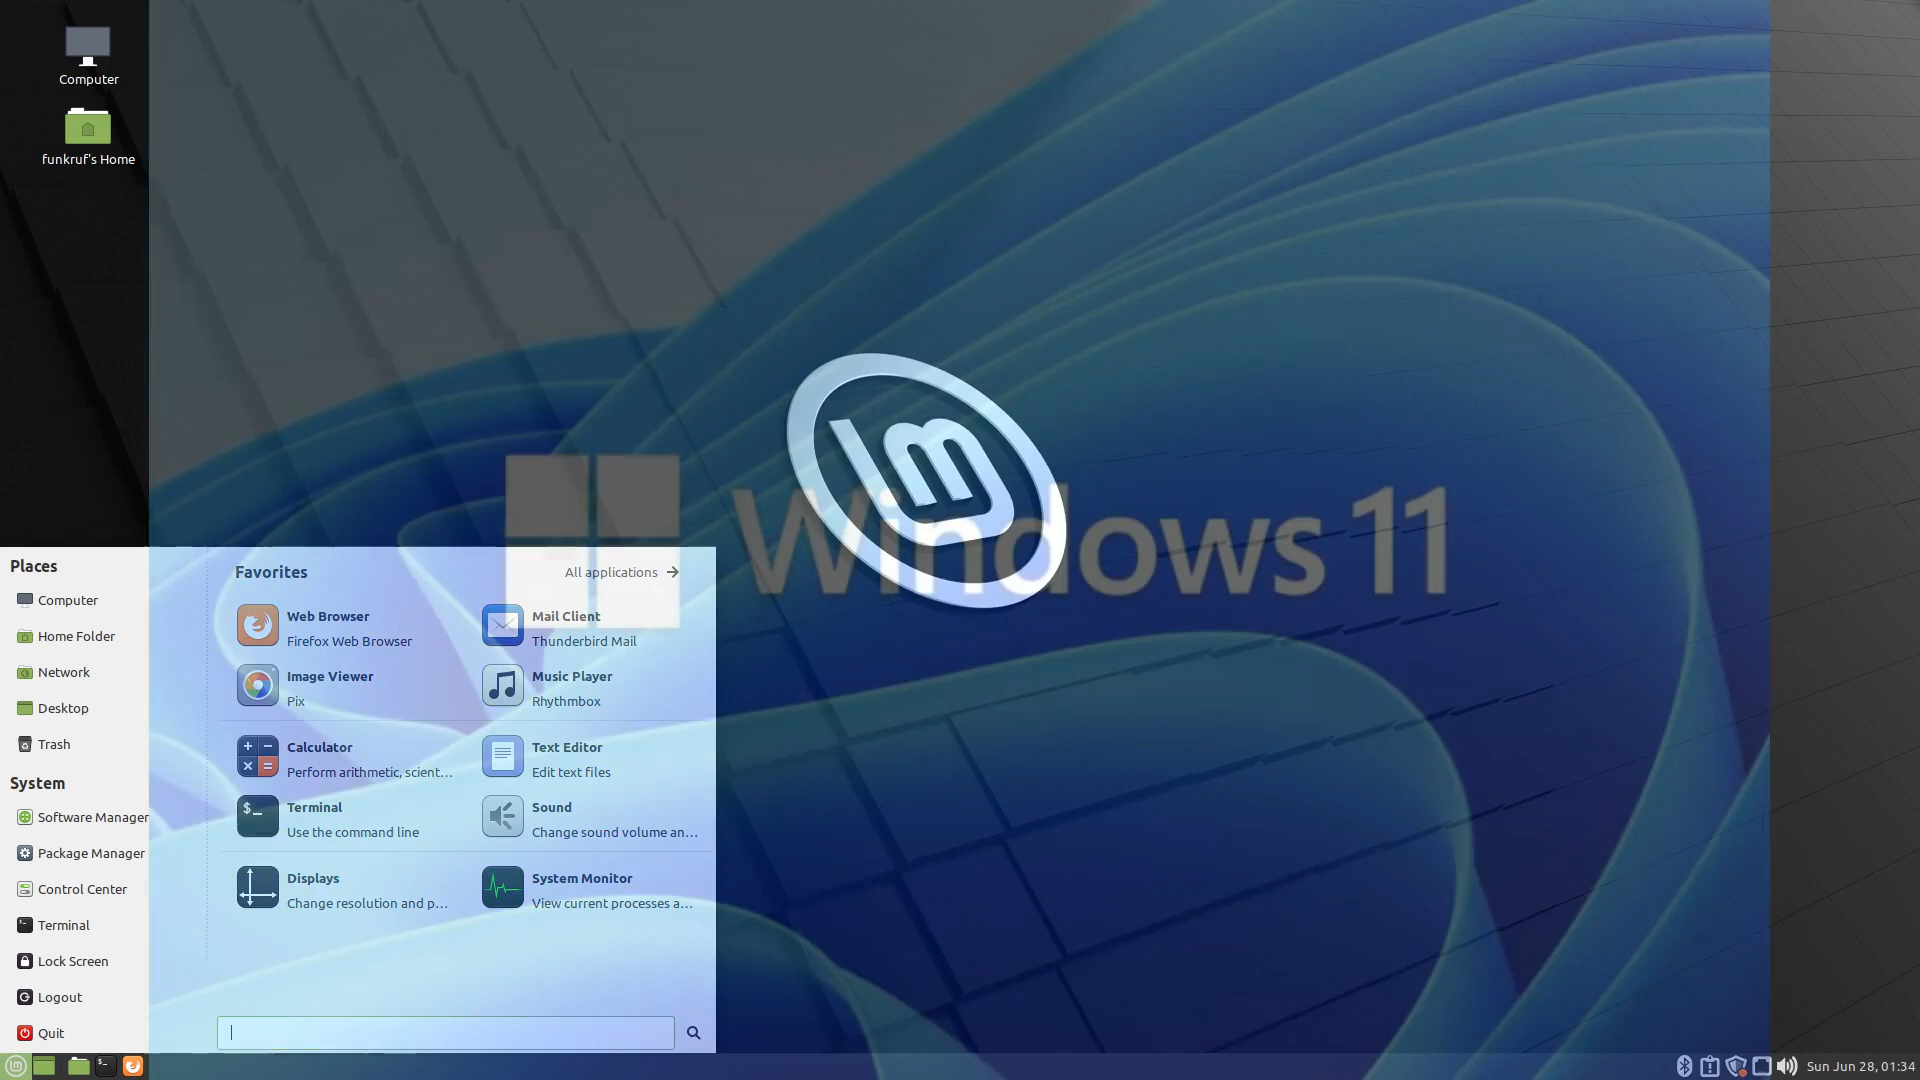 Computer
funkruf's Home
Windows 11
Places
Computer
Home Folder
Network
Desktop
Trash
System
Software Manager
Package Manager
Control Center
Terminal
Lock Screen
Logout
Quit
Favorites
All applications
Web Browser
Firefox Web Browser
Mail Client
Thunderbird Mail
Image Viewer
Pix
Music Player
Rhythmbox
Calculator
Perform arithmetic, scient...
Text Editor
Edit text files
Terminal
Use the command line
Sound
Change sound volume an...
Displays
Change resolution and p...
System Monitor
View current processes a...
Sun Jun 28, 01:34